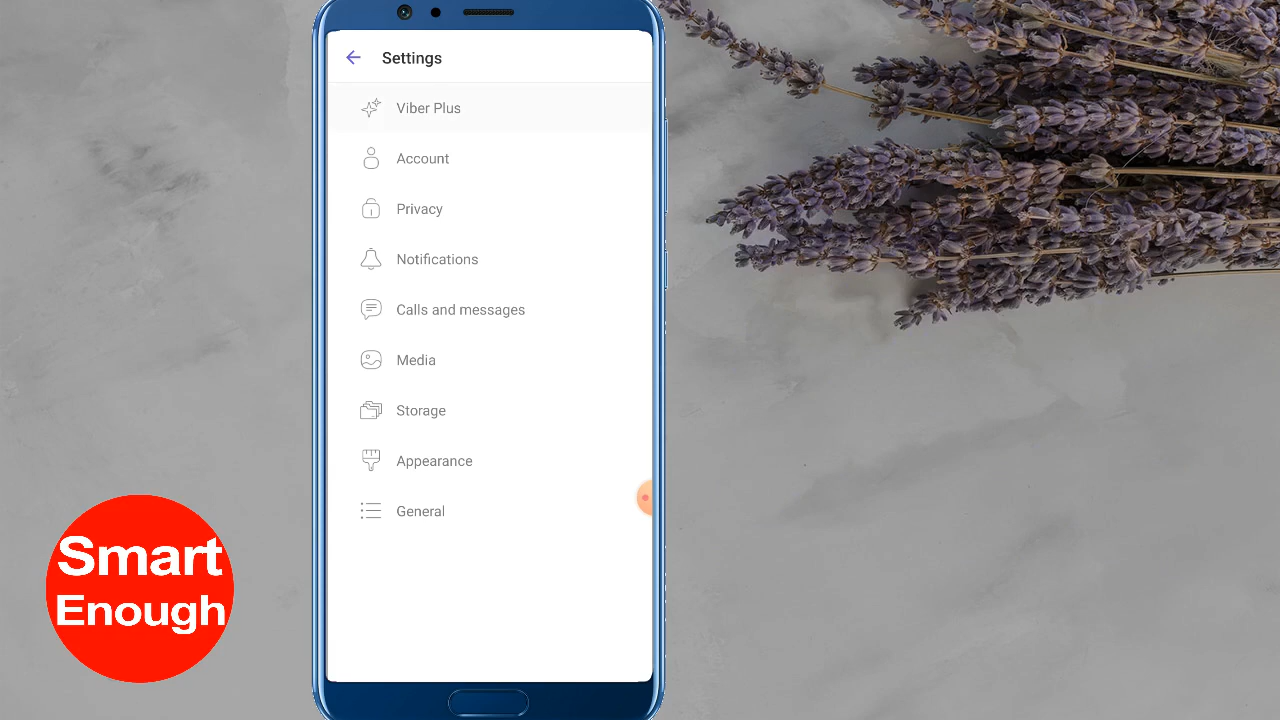 Settings
Viber Plus
Account
Privacy
Notifications
Calls and messages
Media
Storage
Appearance
General
Smart
Enough